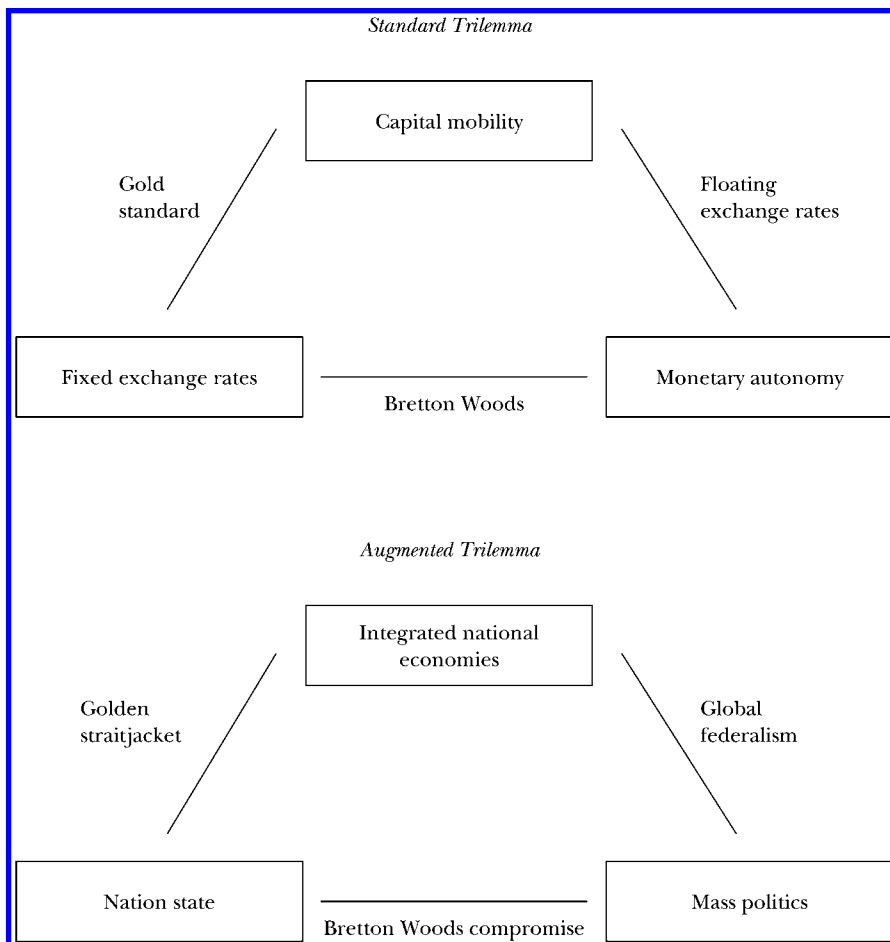 Standard Trilemma
Capital mobility
Gold
standard
Floating
exchange rates
Fixed exchange rates
Monetary autonomy
Bretton Woods
Augmented Trilemma
Integrated national
economies
Golden
straitjacket
Global
federalism
Nation state
Mass politics
Bretton Woods compromise